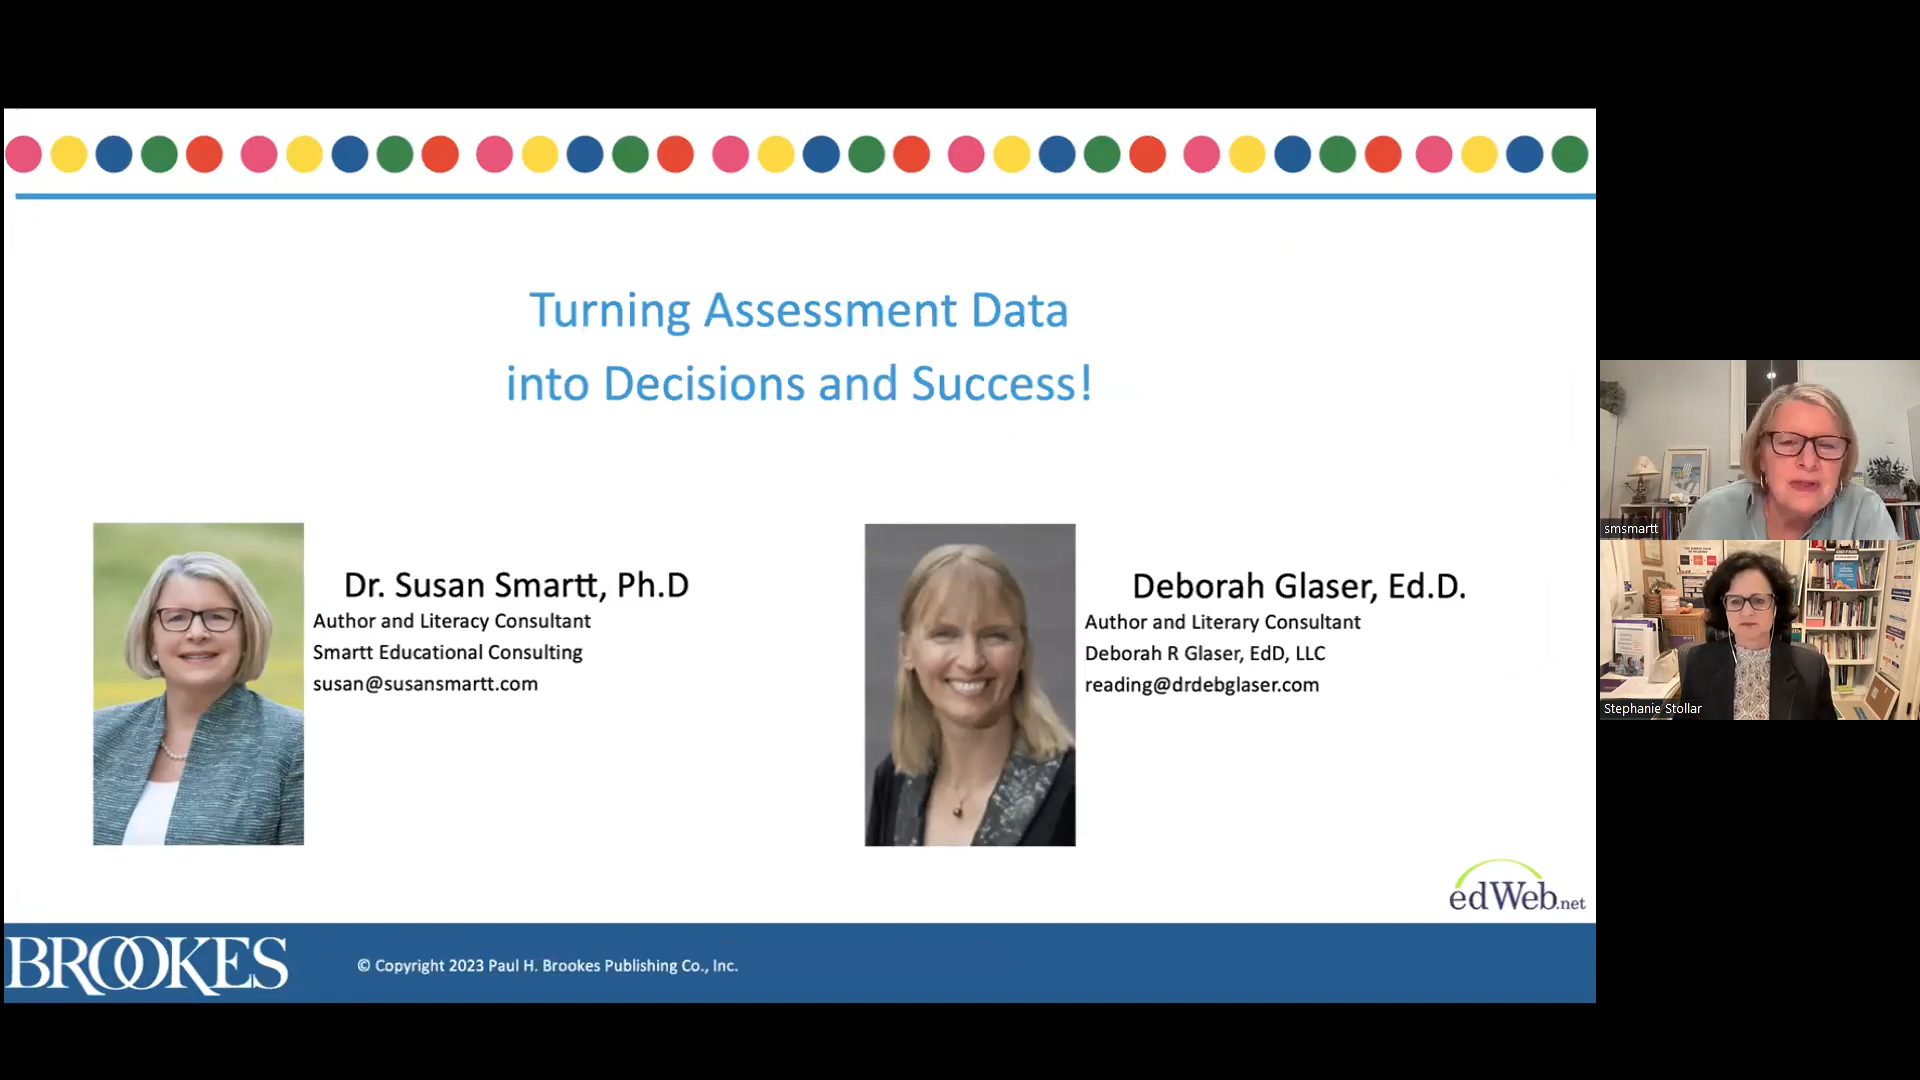 Turning Assessment Data
into Decisions and Success!
Dr. Susan Smartt, Ph.D
Author and Literacy Consultant
Smartt Educational Consulting
susan@susansmartt.com
Deborah Glaser, Ed.D.
Author and Literary Consultant
Deborah R Glaser, EdD, LLC
reading@drdebglaser.com
edWeb.net
BROOKES
© Copyright 2023 Paul H. Brookes Publishing Co., Inc.
smsmartt
Stephanie Stollar